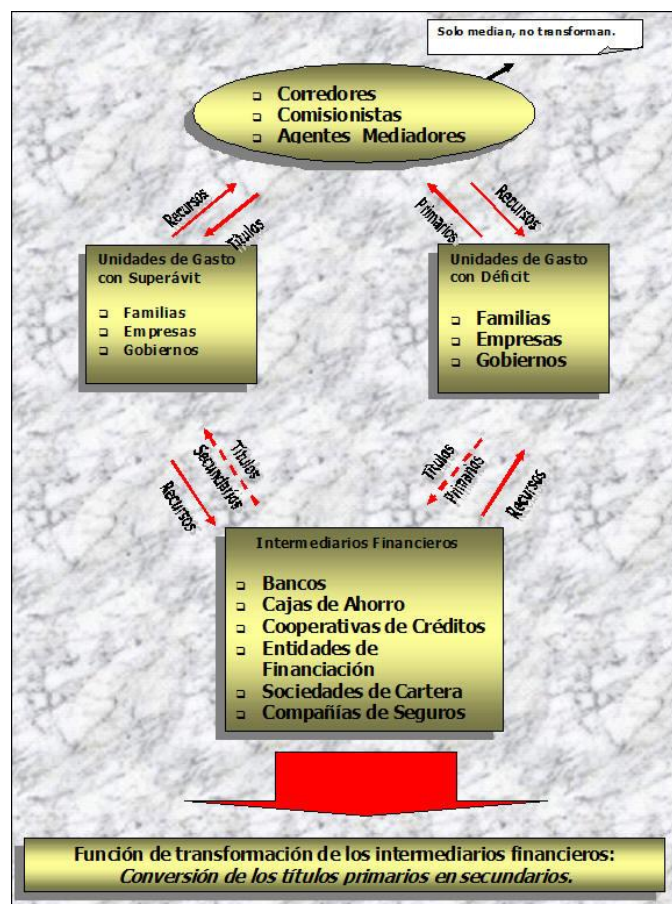 Solo median, no transforman.
Corredores
Comisionistas
Agentes Mediadores
Recursos
Títulos
Primarios
Recursos
Unidades de Gasto
con Superávit
Familias
Empresas
Gobiernos
Unidades de Gasto
con Déficit
Familias
Empresas
Gobiernos
Títulos
Secundarios
Recursos
Títulos
Primarios
Recursos
Intermediarios Financieros
Bancos
Cajas de Ahorro
Cooperativas de Créditos
Entidades de
Financiación
Sociedades de Cartera
Compañías de Seguros
Función de transformación de los intermediarios financieros:
Conversión de los títulos primarios en secundarios.